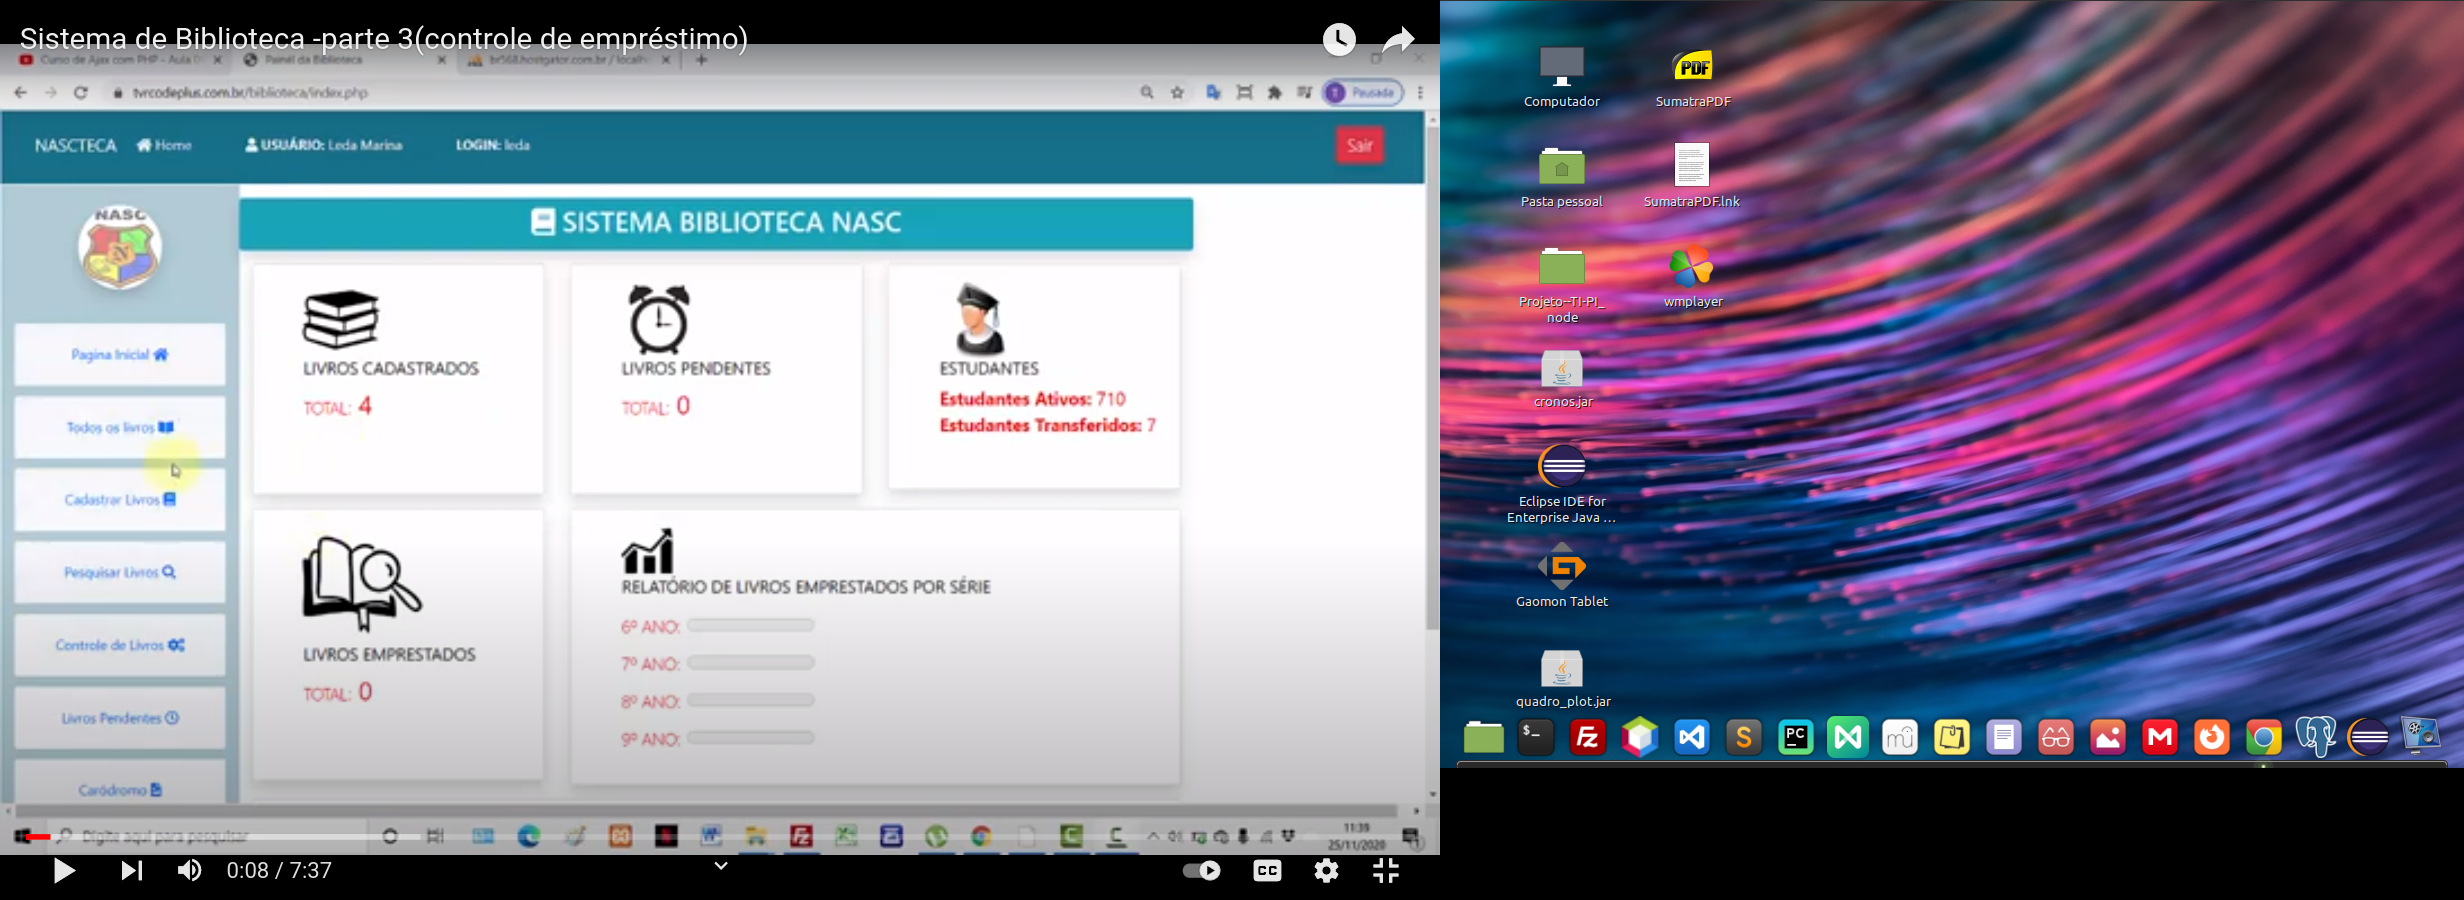 Sistema de Biblioteca -parte 3(controle de empréstimo)
Curso de Ajax com PHP - Aula
Painel da Biblioteca
br568.hostgator.com.br / localh
tvrcodeplus.com.br/biblioteca/index.php
Pausada
NASCTECA
Home
USUÁRIO: Leda Marina
LOGIN: leda
Sair
NASC
SISTEMA BIBLIOTECA NASC
Pagina Inicial
Todos os livros
Cadastrar Livros
Pesquisar Livros
Controle de Livros
Livros Pendentes
Caródromo
LIVROS CADASTRADOS
TOTAL: 4
LIVROS PENDENTES
TOTAL: 0
ESTUDANTES
Estudantes Ativos: 710
Estudantes Transferidos: 7
LIVROS EMPRESTADOS
TOTAL: 0
RELATÓRIO DE LIVROS EMPRESTADOS POR SÉRIE
6º ANO:
7º ANO:
8º ANO:
9º ANO:
Digite aqui para pesquisar
11:39
25/11/2020
0:08 / 7:37
CC
Computador
PDF
SumatraPDF
Pasta pessoal
SumatraPDF.lnk
Projeto--TI-PI_
node
wmplayer
cronos.jar
Eclipse IDE for
Enterprise Java ...
Gaomon Tablet
quadro_plot.jar